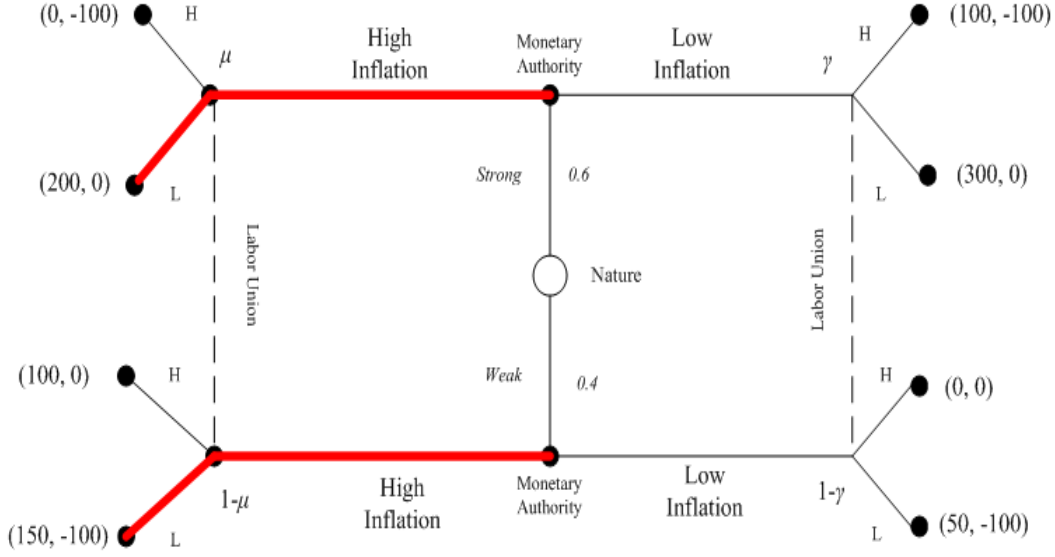 (0, -100)
H
μ
High
Inflation
Monetary
Authority
Low
Inflation
γ
H
(100, -100)
(200, 0)
L
Strong
0.6
L
(300, 0)
Labor Union
Nature
Labor Union
(100, 0)
H
Weak
0.4
H
(0, 0)
1-μ
High
Inflation
Monetary
Authority
Low
Inflation
1-γ
(150, -100)
L
L
(50, -100)